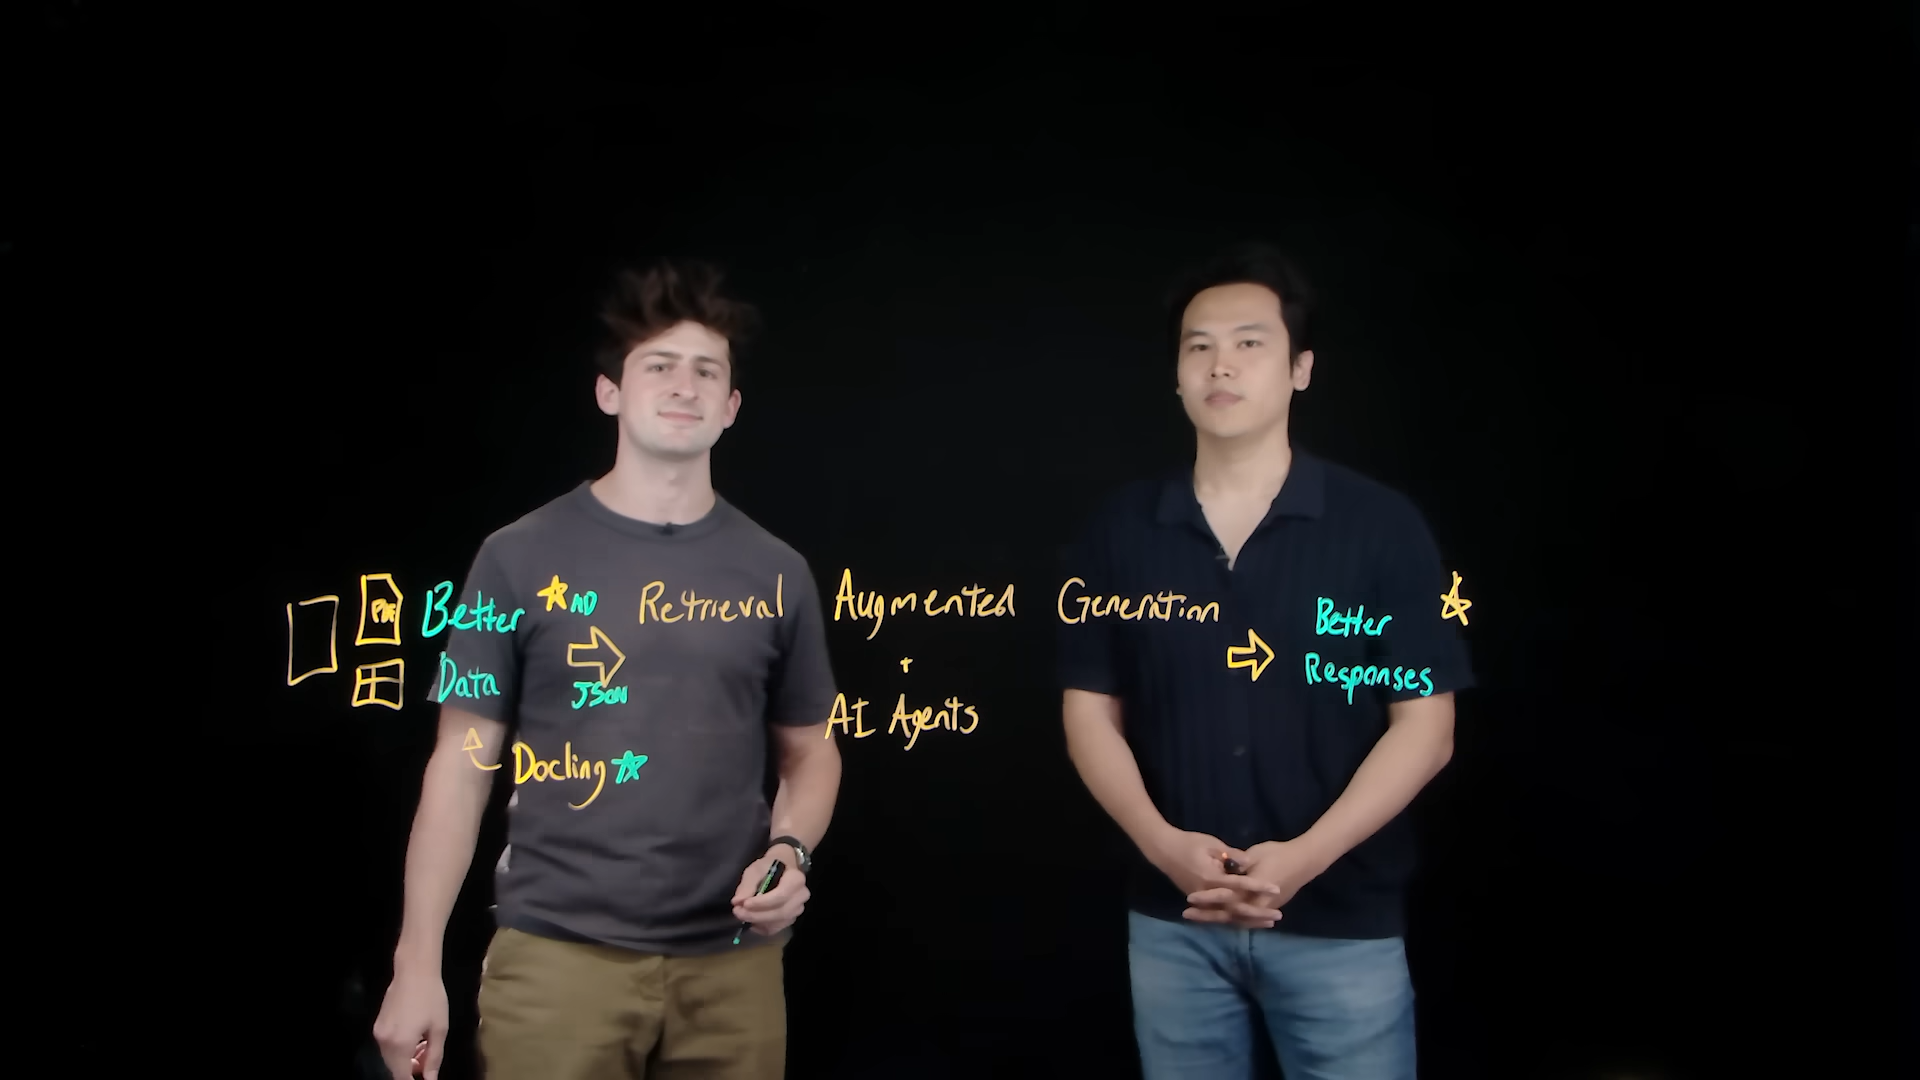 PDF
Better
Data
MD
JSON
Docling
Retrieval Augmented Generation
+
AI Agents
Better
Responses